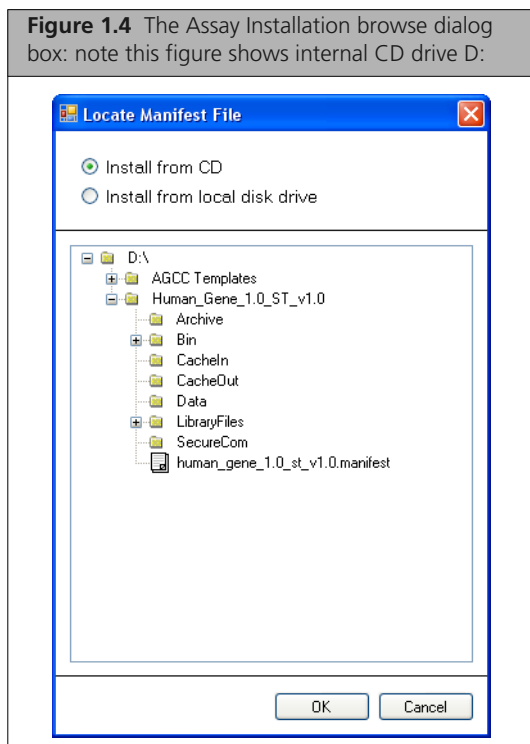 Figure 1.4 The Assay Installation browse dialog
box: note this figure shows internal CD drive D:
Locate Manifest File
Install from CD
Install from local disk drive
D:\
AGCC Templates
Human_Gene_1.0_ST_v1.0
Archive
Bin
CacheIn
CacheOut
Data
LibraryFiles
SecureCom
human_gene_1.0_st_v1.0.manifest
OK
Cancel